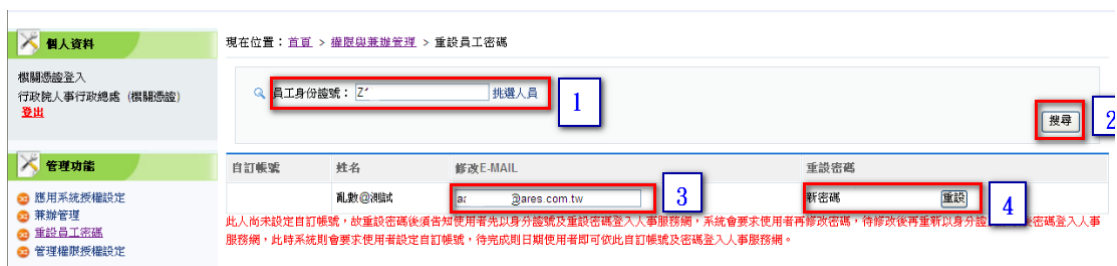 個人資料
現在位置：首頁 > 權限與兼辦管理 > 重設員工密碼
機關憑證登入
行政院人事行政總處 (機關憑證)
登出
員工身份證號： Z1 挑選人員
1
搜尋
2
管理功能
自訂帳號 姓名 修改E-MAIL 重設密碼
應用系統授權設定
兼辦管理
重設員工密碼
管理權限授權設定
亂數@測試 a @ares.com.tw 3 新密碼 重設 4
此人尚未設定自訂帳號，故重設密碼後須告知使用者先以身分證號及重設密碼登入人事服務網，系統會要求使用者再修改密碼，待修改後再重新以身分證 後密碼登入人事
服務網，此時系統則會要求使用者設定自訂帳號，待完成則日期使用者即可依此自訂帳號及密碼登入人事服務網。